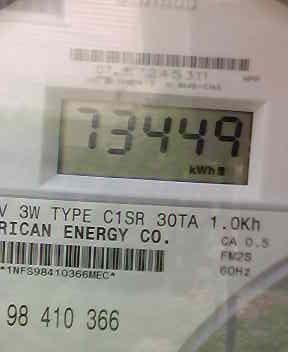 73449
kWh
V 3W TYPE C1SR 30TA 1.0Kh
RICAN ENERGY CO.
CA 0.5
FM2S
60Hz
*1NFS98410366MEC*
98 410 366